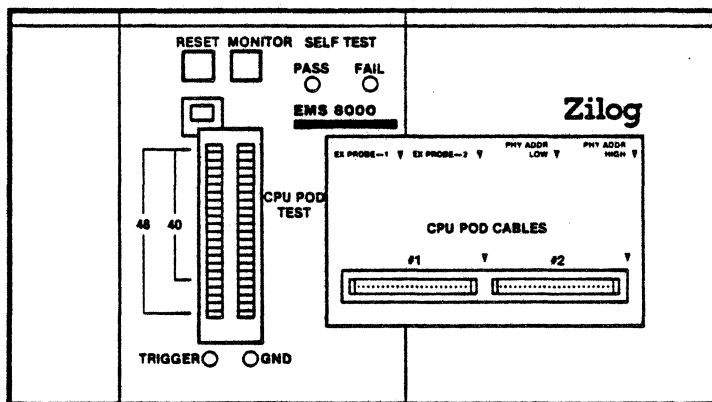 RESET MONITOR SELF TEST
PASS FAIL
EMS 8000
Zilog
EX PROBE-1 EX PROBE-2 PHY ADDR LOW PHY ADDR HIGH
CPU POD TEST
48 40
CPU POD CABLES
#1 #2
TRIGGER GND